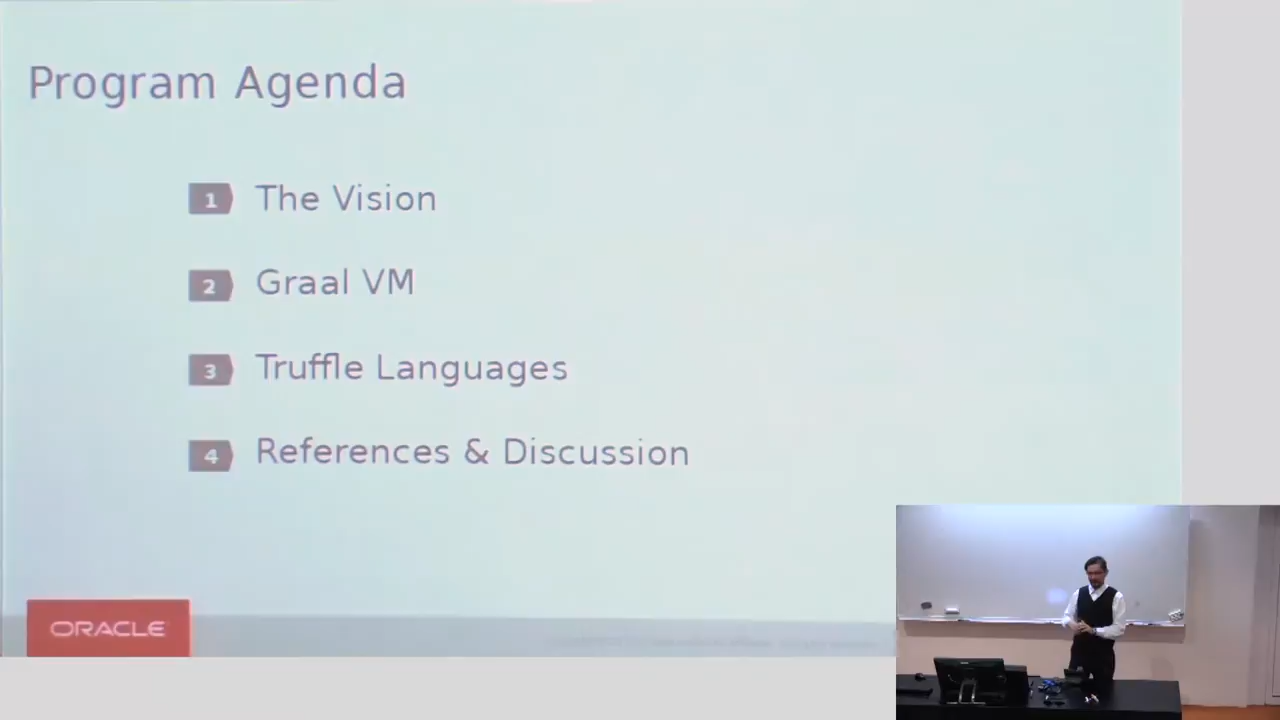 Program Agenda
1 The Vision
2 Graal VM
3 Truffle Languages
4 References & Discussion
ORACLE